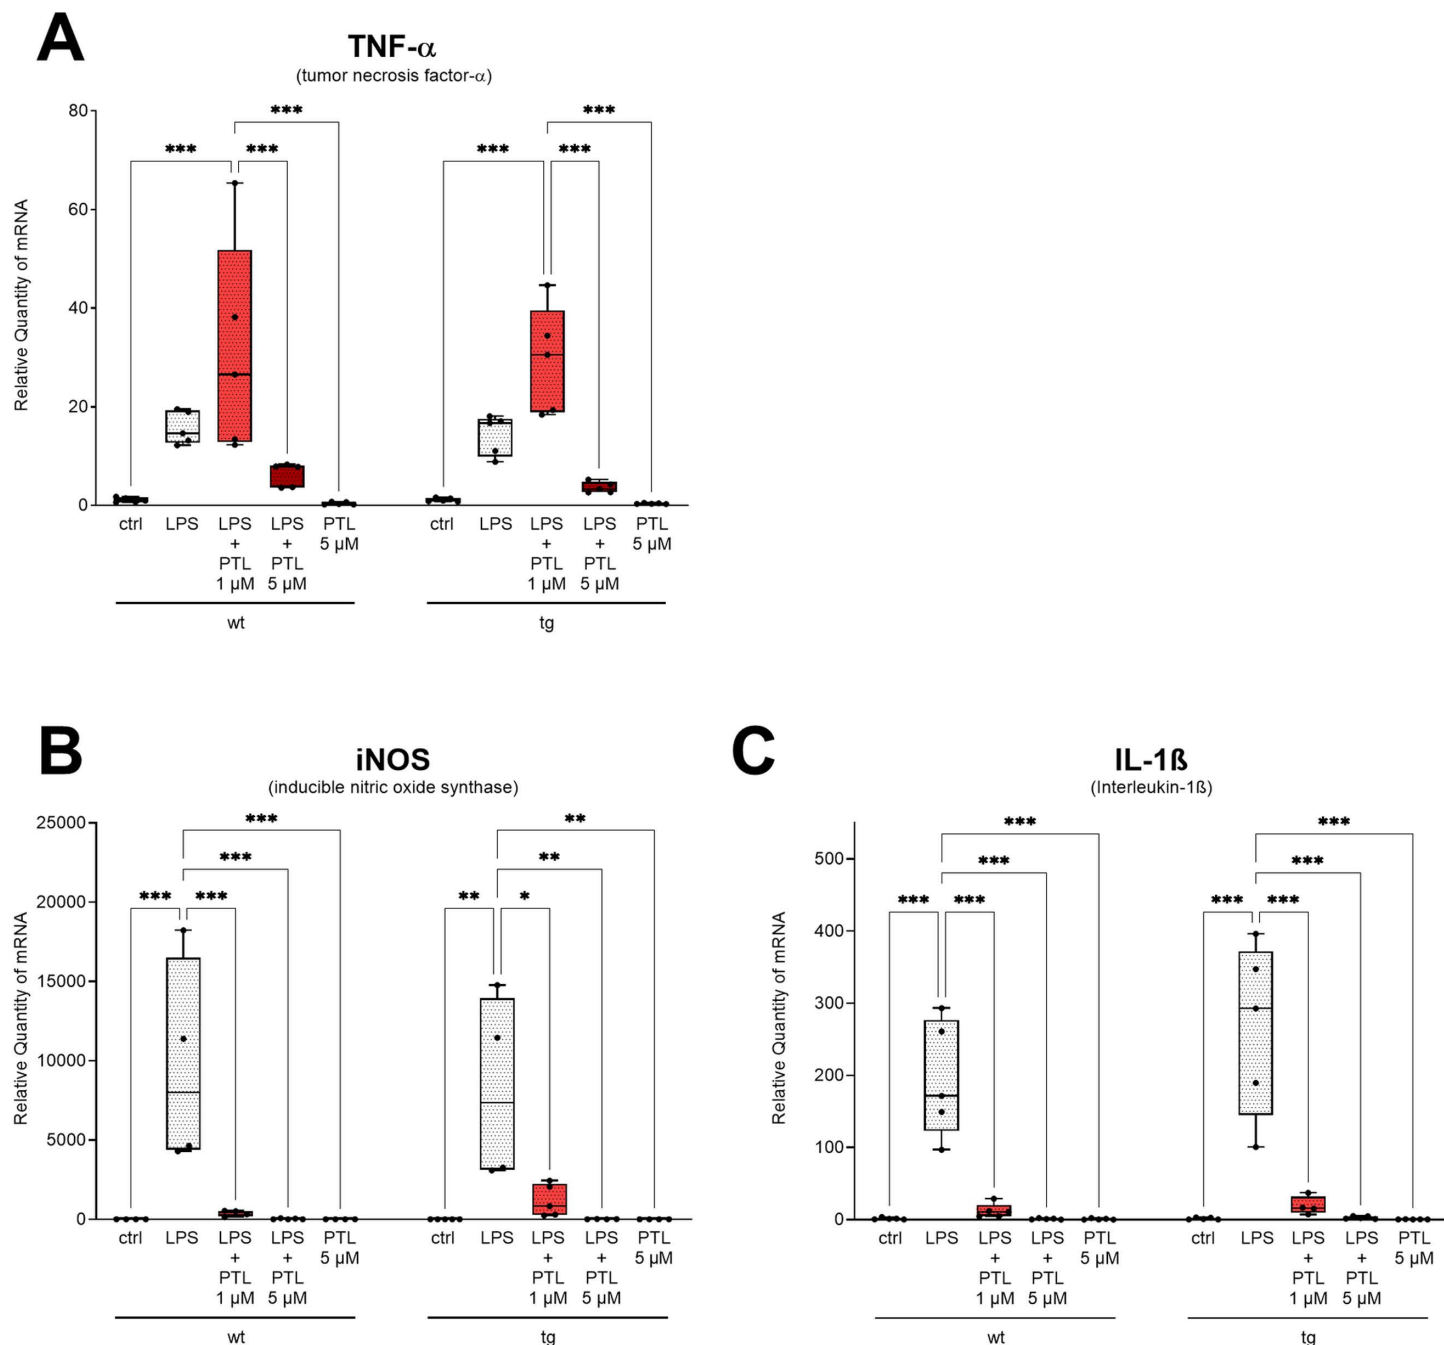 A
TNF-α
(tumor necrosis factor-α)
Relative Quantity of mRNA
80
60
40
20
0
*** *** ***
*** *** ***
ctrl LPS LPS + PTL 1 µM LPS + PTL 5 µM PTL 5 µM
wt
ctrl LPS LPS + PTL 1 µM LPS + PTL 5 µM PTL 5 µM
tg
B
iNOS
(inducible nitric oxide synthase)
Relative Quantity of mRNA
25000
20000
15000
10000
5000
0
***
***
*** ***
**
**
** *
ctrl LPS LPS + PTL 1 µM LPS + PTL 5 µM PTL 5 µM
wt
ctrl LPS LPS + PTL 1 µM LPS + PTL 5 µM PTL 5 µM
tg
C
IL-1ß
(Interleukin-1ß)
Relative Quantity of mRNA
500
400
300
200
100
0
***
***
*** ***
***
***
*** ***
ctrl LPS LPS + PTL 1 µM LPS + PTL 5 µM PTL 5 µM
wt
ctrl LPS LPS + PTL 1 µM LPS + PTL 5 µM PTL 5 µM
tg